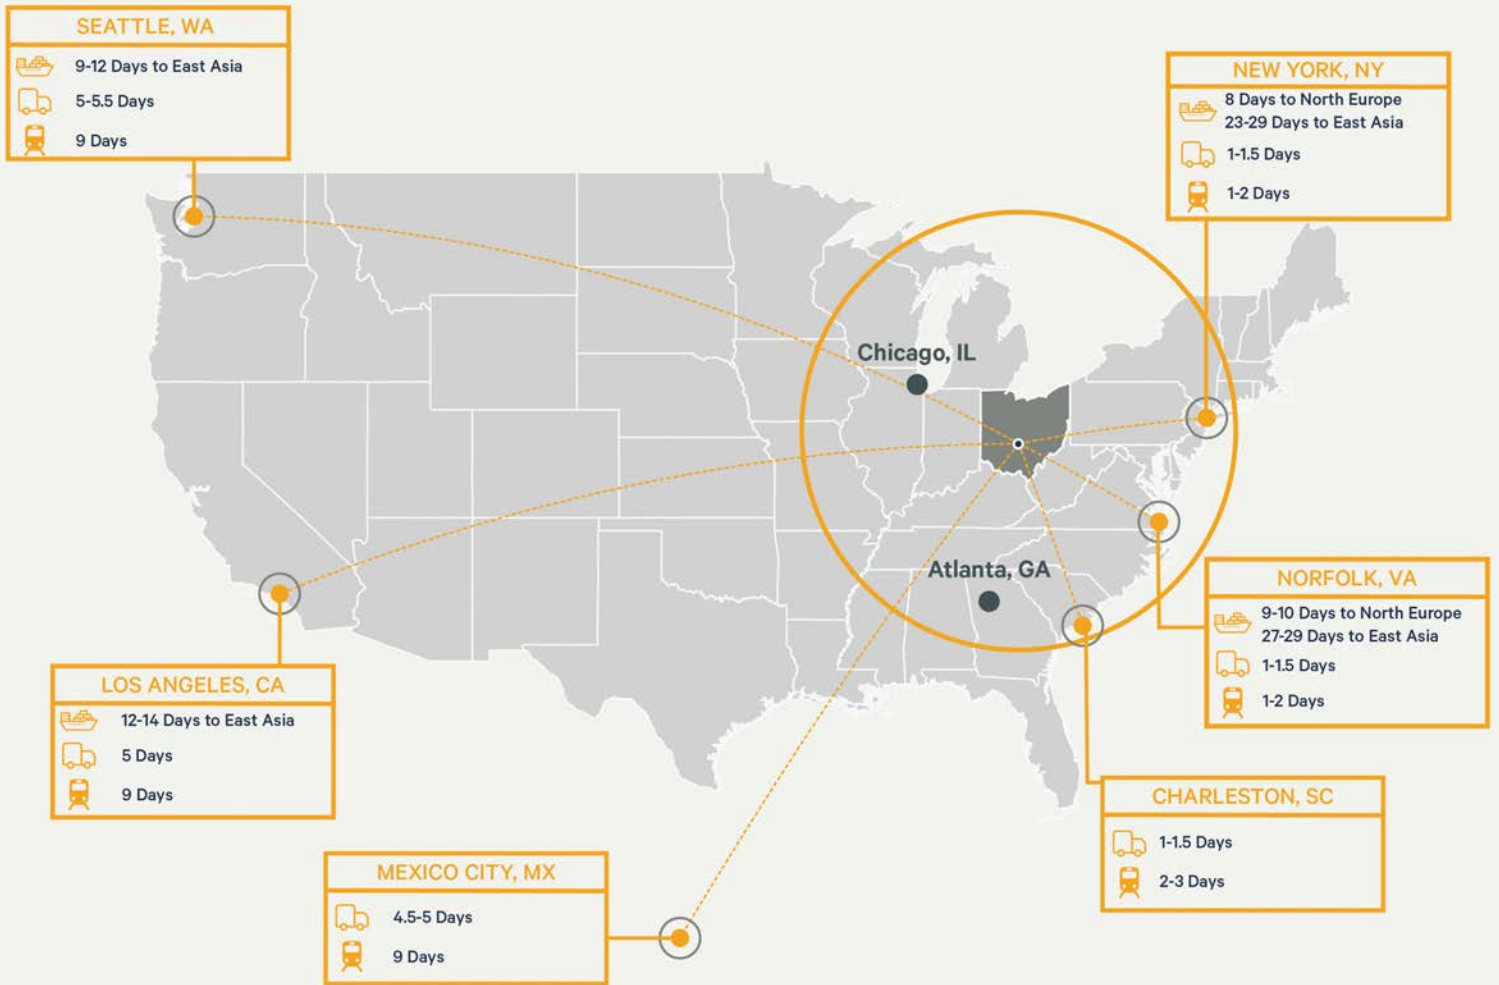 SEATTLE, WA
9-12 Days to East Asia
5-5.5 Days
9 Days
NEW YORK, NY
8 Days to North Europe
23-29 Days to East Asia
1-1.5 Days
1-2 Days
Chicago, IL
Atlanta, GA
NORFOLK, VA
9-10 Days to North Europe
27-29 Days to East Asia
1-1.5 Days
1-2 Days
LOS ANGELES, CA
12-14 Days to East Asia
5 Days
9 Days
CHARLESTON, SC
1-1.5 Days
2-3 Days
MEXICO CITY, MX
4.5-5 Days
9 Days